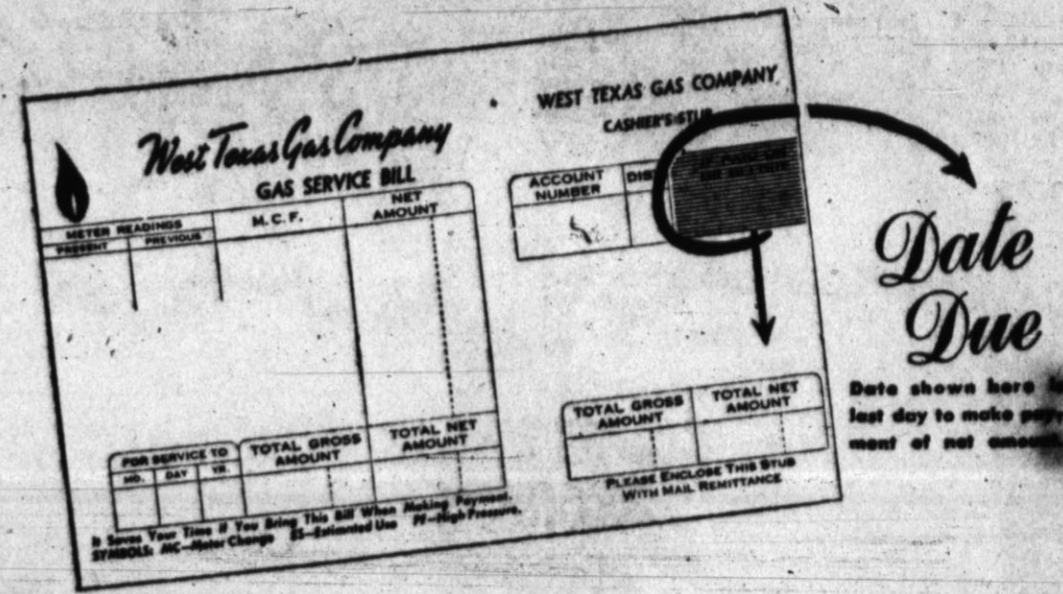 West Texas Gas Company
GAS SERVICE BILL
METER READINGS
PRESENT PREVIOUS
M. C. F.
NET
AMOUNT
FOR SERVICE TO
MO. DAY YR.
TOTAL GROSS
AMOUNT
TOTAL NET
AMOUNT
It Saves Your Time If You Bring This Bill When Making Payment.
SYMBOLS: MC—Meter Change ES—Estimated Use PF—High Pressure.
WEST TEXAS GAS COMPANY
CASHIER'S STUB
ACCOUNT
NUMBER
TOTAL GROSS
AMOUNT
TOTAL NET
AMOUNT
PLEASE ENCLOSE THIS STUB
WITH MAIL REMITTANCE
Date
Due
Date shown here
last day to make
ment of net